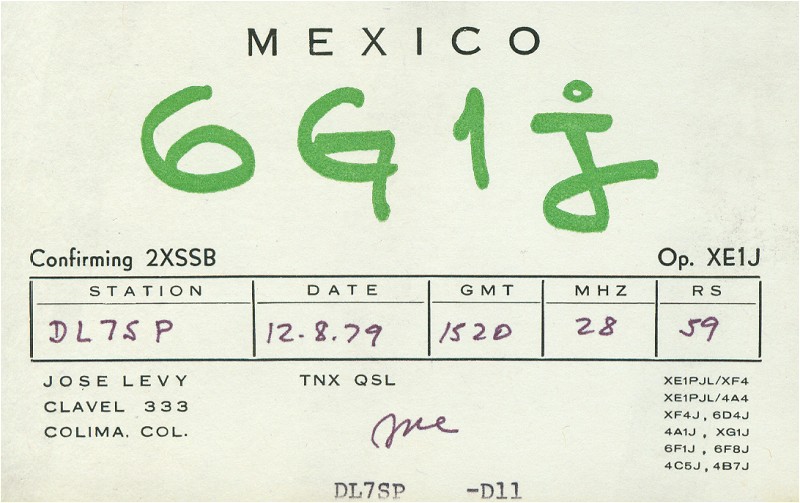 MEXICO
6G1j
Confirming 2XSSB Op. XE1J
STATION DATE GMT MHZ RS
DL7SP 12.8.79 1520 28 59
JOSE LEVY TNX QSL XE1PJL/XF4
CLAVEL 333 XE1PJL/4A4
COLIMA, COL. XF4J, 6D4J
4A1J, XG1J
6F1J, 6F8J
4C5J, 4B7J
DL7SP -D11